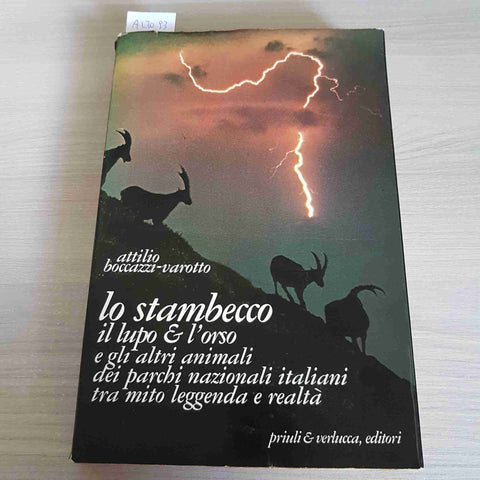 attilio
boccazzi-varotto
lo stambecco
il lupo & l'orso
e gli altri animali
dei parchi nazionali italiani
tra mito leggenda e realtà
priuli & verlucca, editori